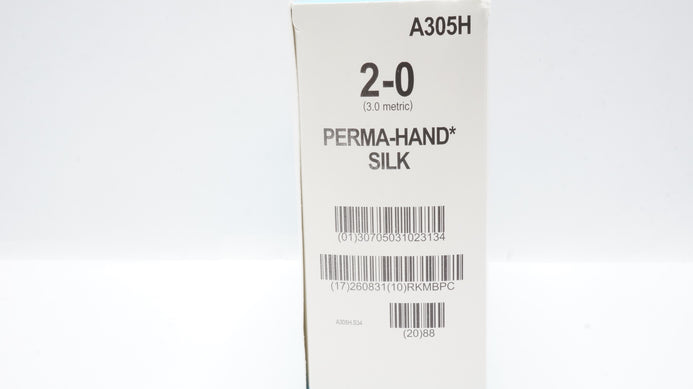 A305H
2-0
(3.0 metric)
PERMA-HAND*
SILK
(01)30705031023134
(17)260831(10)RKMBPC
A305H.S34
(20)88